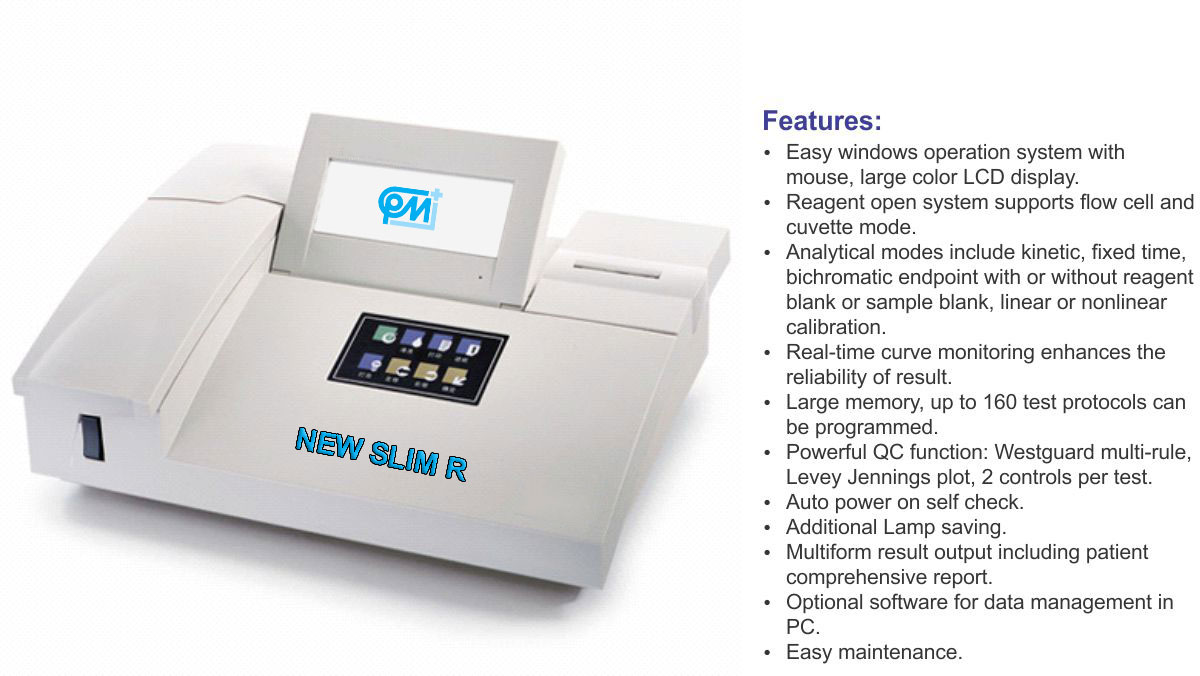 PMi
NEW SLIM R
Features:
• Easy windows operation system with
mouse, large color LCD display.
• Reagent open system supports flow cell and
cuvette mode.
• Analytical modes include kinetic, fixed time,
bichromatic endpoint with or without reagent
blank or sample blank, linear or nonlinear
calibration.
• Real-time curve monitoring enhances the
reliability of result.
• Large memory, up to 160 test protocols can
be programmed.
• Powerful QC function: Westguard multi-rule,
Levey Jennings plot, 2 controls per test.
• Auto power on self check.
• Additional Lamp saving.
• Multiform result output including patient
comprehensive report.
• Optional software for data management in
PC.
• Easy maintenance.